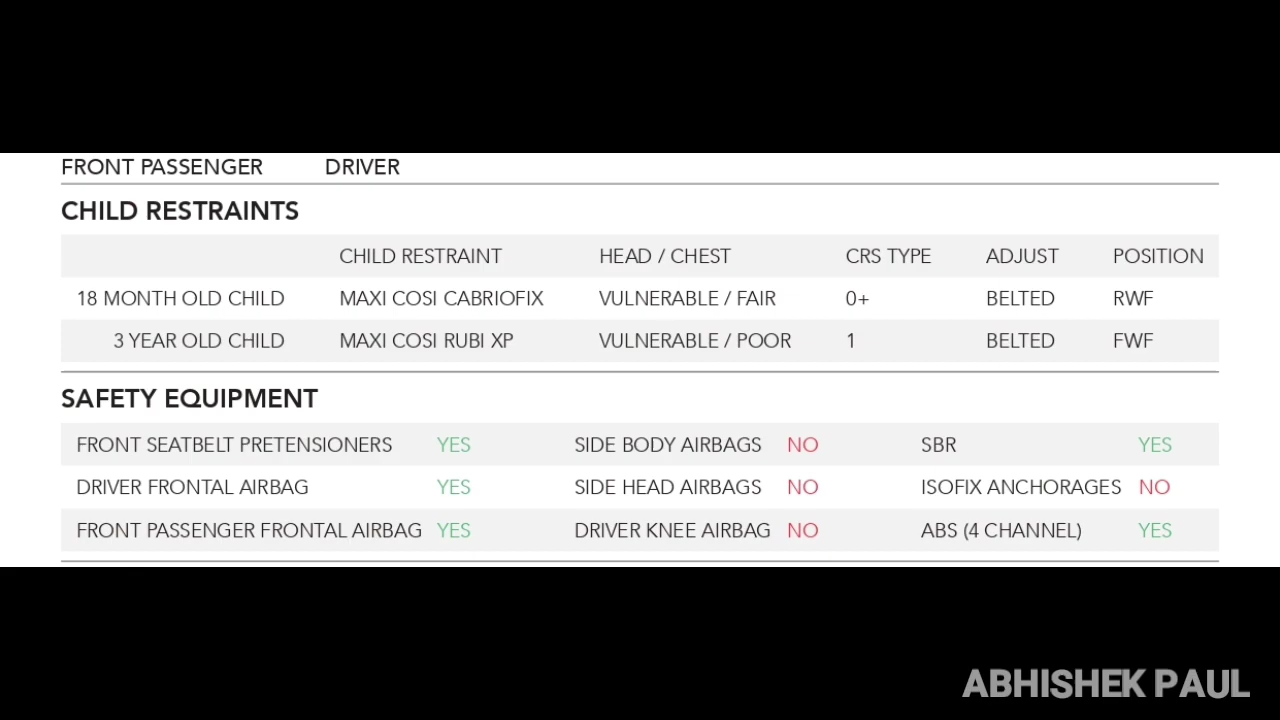 FRONT PASSENGER DRIVER
CHILD RESTRAINTS
CHILD RESTRAINT HEAD / CHEST CRS TYPE ADJUST POSITION
18 MONTH OLD CHILD MAXI COSI CABRIOFIX VULNERABLE / FAIR 0+ BELTED RWF
3 YEAR OLD CHILD MAXI COSI RUBI XP VULNERABLE / POOR 1 BELTED FWF
SAFETY EQUIPMENT
FRONT SEATBELT PRETENSIONERS YES SIDE BODY AIRBAGS NO SBR YES
DRIVER FRONTAL AIRBAG YES SIDE HEAD AIRBAGS NO ISOFIX ANCHORAGES NO
FRONT PASSENGER FRONTAL AIRBAG YES DRIVER KNEE AIRBAG NO ABS (4 CHANNEL) YES
ABHISHEK PAUL